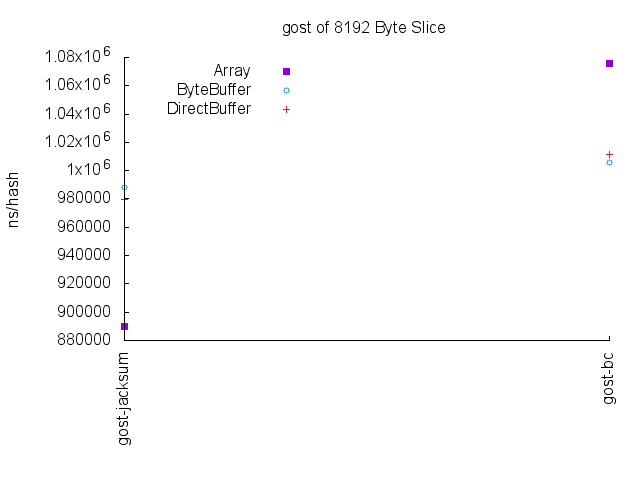 gost of 8192 Byte Slice
1.08x10^6
1.06x10^6
1.04x10^6
1.02x10^6
1x10^6
980000
960000
940000
920000
900000
880000
ns/hash
Array
ByteBuffer
DirectBuffer
gost-jacksum
gost-bc